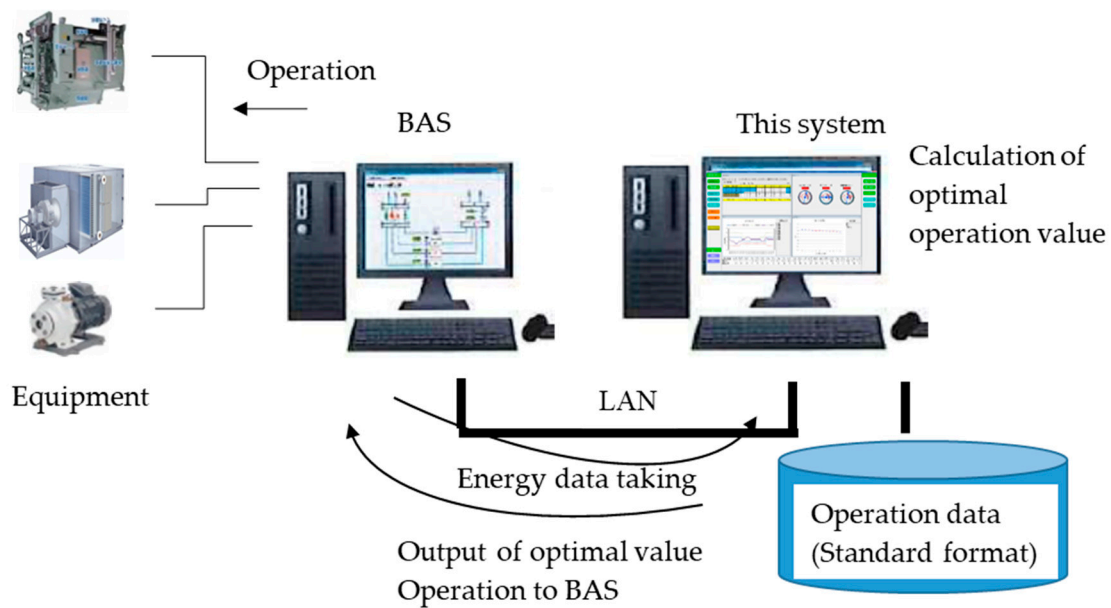 Operation
BAS
This system
Calculation of
optimal
operation value
Equipment
LAN
Energy data taking
Output of optimal value
Operation to BAS
Operation data
(Standard format)